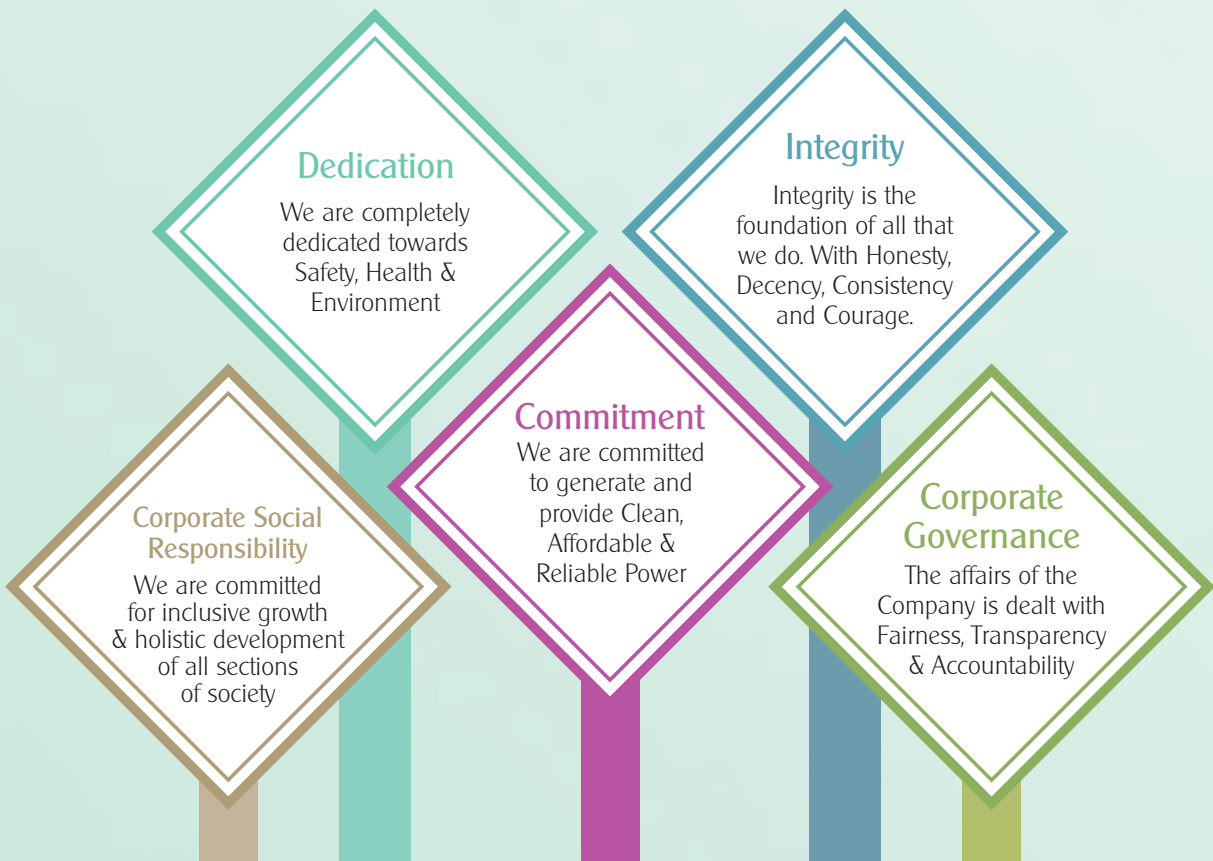 Dedication
We are completely
dedicated towards
Safety, Health &
Environment
Integrity
Integrity is the
foundation of all that
we do. With Honesty,
Decency, Consistency
and Courage.
Commitment
We are committed
to generate and
provide Clean,
Affordable &
Reliable Power
Corporate Social
Responsibility
We are committed
for inclusive growth
& holistic development
of all sections
of society
Corporate
Governance
The affairs of the
Company is dealt with
Fairness, Transparency
& Accountability